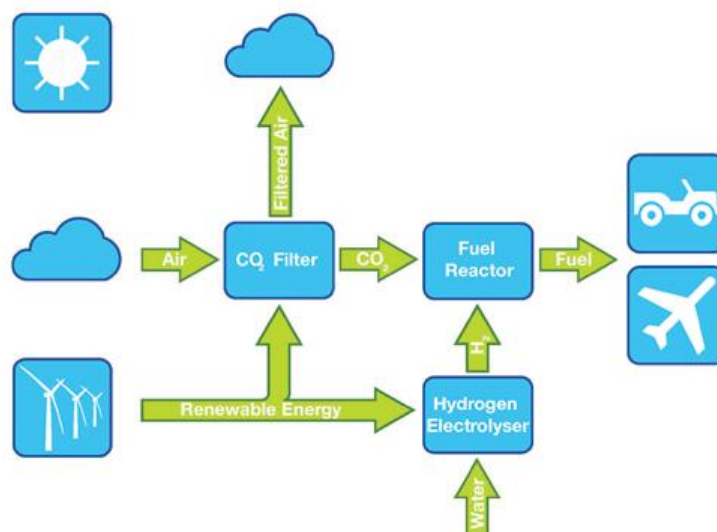 Filtered Air
Air
CO₂ Filter
CO₂
Fuel
Reactor
Fuel
H₂
Renewable Energy
Hydrogen
Electrolyser
Water